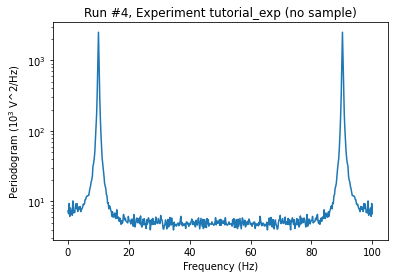 Run #4, Experiment tutorial_exp (no sample)
Periodogram (10³ V^2/Hz)
10³
10²
10¹
0 20 40 60 80 100
Frequency (Hz)